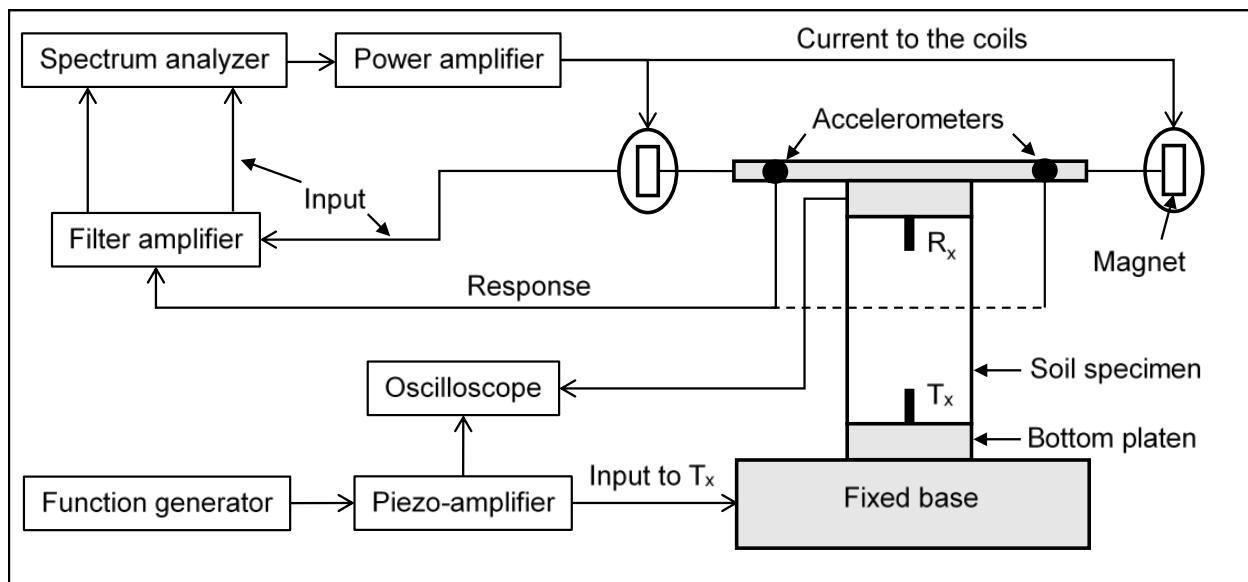 Spectrum analyzer
Power amplifier
Current to the coils
Accelerometers
Input
Filter amplifier
Rₓ
Magnet
Response
Oscilloscope
Tₓ
Soil specimen
Bottom platen
Function generator
Piezo-amplifier
Input to Tₓ
Fixed base